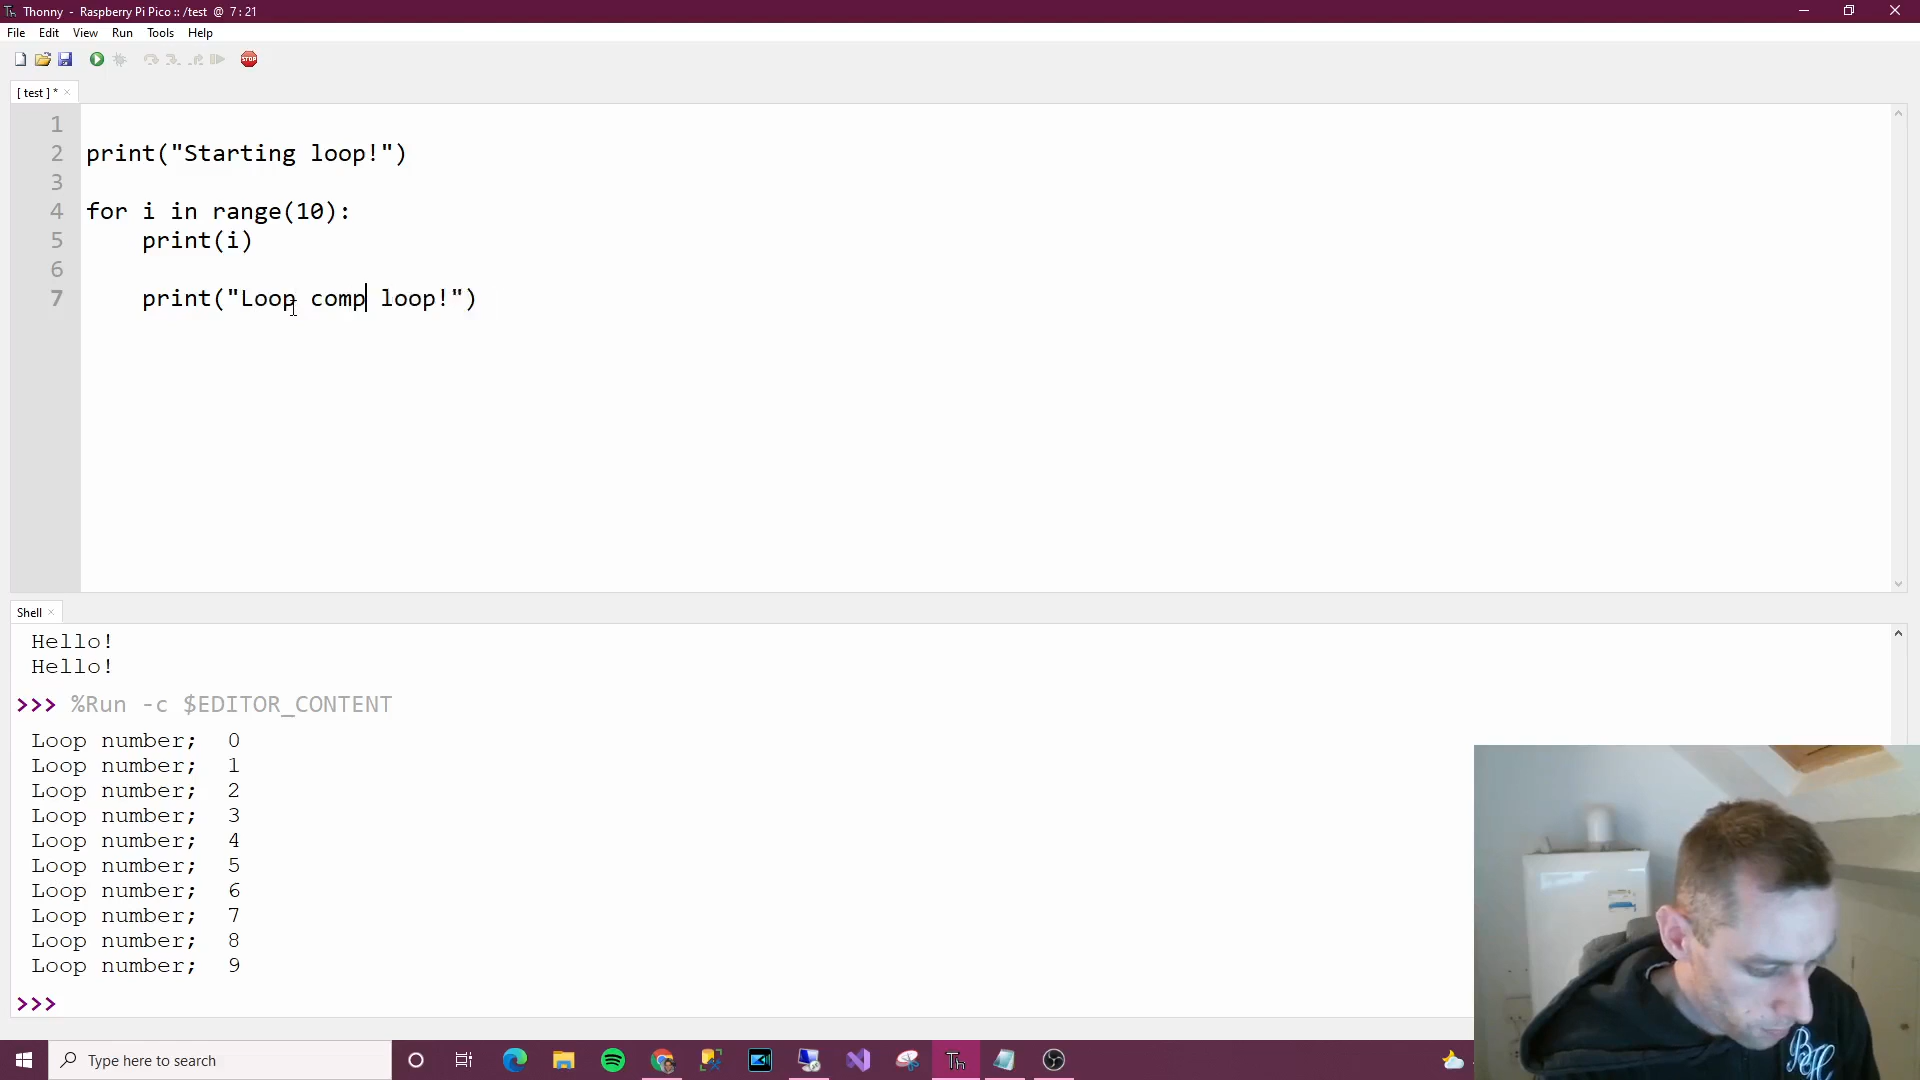 Thonny - Raspberry Pi Pico :: /test @ 7 : 21
File Edit View Run Tools Help
STOP
[ test ] *
1
2 print("Starting loop!")
3
4 for i in range(10):
5     print(i)
6
7     print("Loop comp loop!")
Shell
Hello!
Hello!
>>> %Run -c $EDITOR_CONTENT
Loop number;  0
Loop number;  1
Loop number;  2
Loop number;  3
Loop number;  4
Loop number;  5
Loop number;  6
Loop number;  7
Loop number;  8
Loop number;  9
>>>
Type here to search
Th